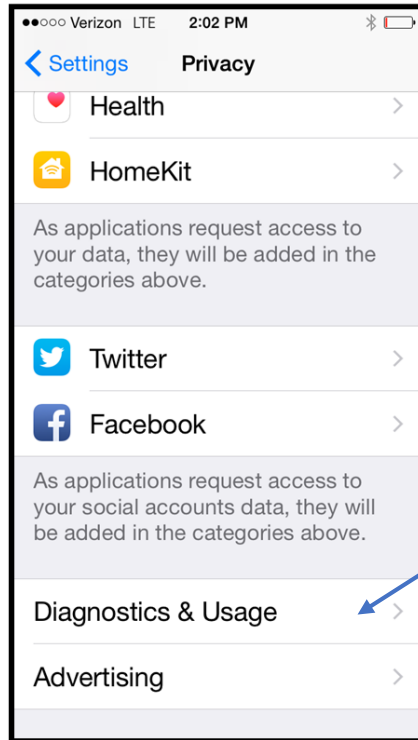 Verizon LTE 2:02 PM
Settings Privacy
Health
HomeKit
As applications request access to
your data, they will be added in the
categories above.
Twitter
Facebook
As applications request access to
your social accounts data, they will
be added in the categories above.
Diagnostics & Usage
Advertising